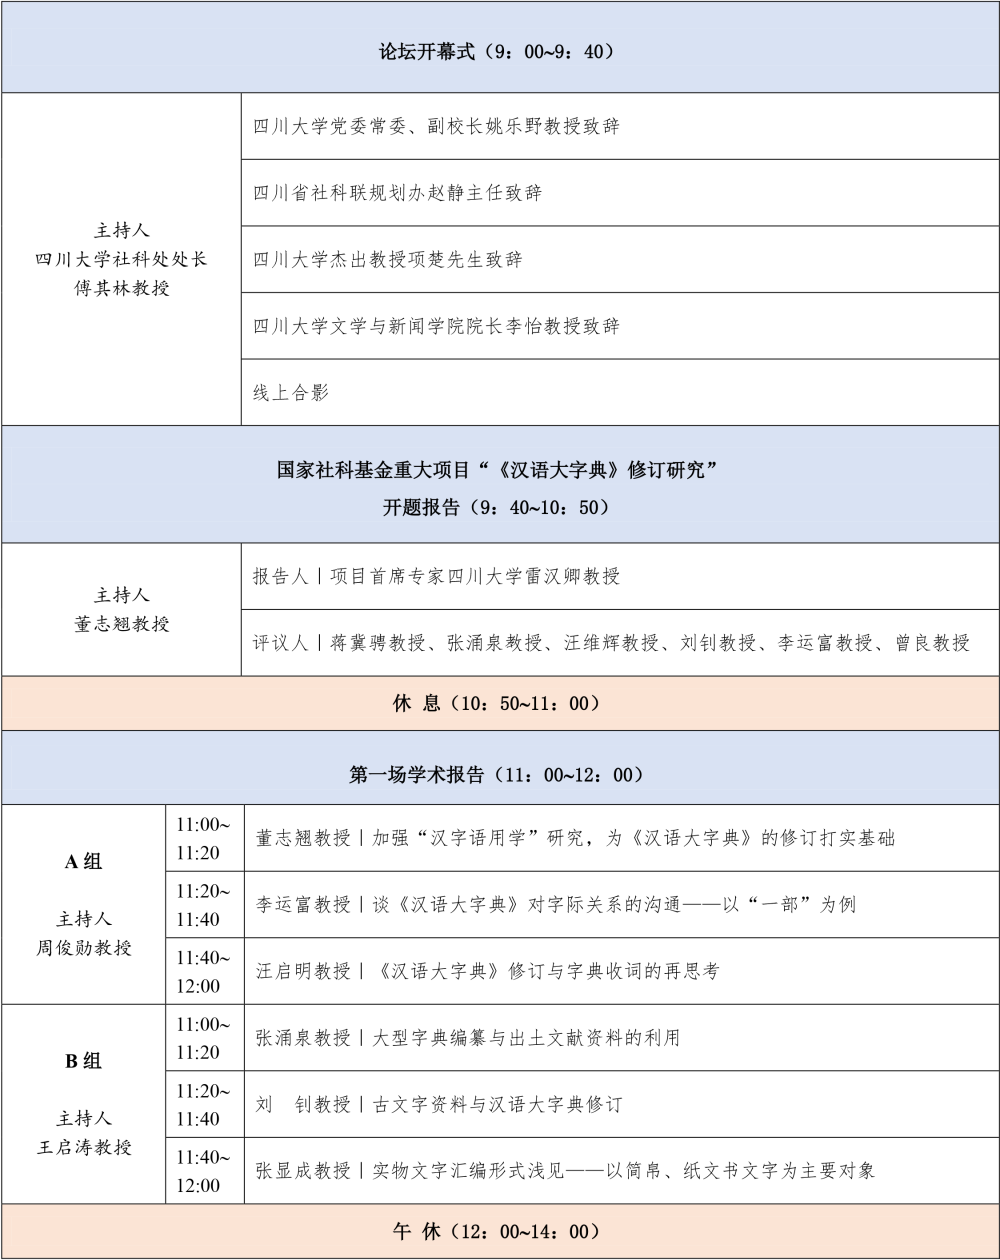 论坛开幕式（9：00~9：40）
主持人
四川大学社科处处长
傅其林教授
四川大学党委常委、副校长姚乐野教授致辞
四川省社科联规划办赵静主任致辞
四川大学杰出教授项楚先生致辞
四川大学文学与新闻学院院长李怡教授致辞
线上合影
国家社科基金重大项目“《汉语大字典》修订研究”
开题报告（9：40~10：50）
主持人
董志翘教授
报告人｜项目首席专家四川大学雷汉卿教授
评议人｜蒋冀骋教授、张涌泉教授、汪维辉教授、刘钊教授、李运富教授、曾良教授
休 息（10：50~11：00）
第一场学术报告（11：00~12：00）
A 组
主持人
周俊勋教授
11:00~
11:20
董志翘教授｜加强“汉字语用学”研究，为《汉语大字典》的修订打实基础
11:20~
11:40
李运富教授｜谈《汉语大字典》对字际关系的沟通——以“一部”为例
11:40~
12:00
汪启明教授｜《汉语大字典》修订与字典收词的再思考
B 组
主持人
王启涛教授
11:00~
11:20
张涌泉教授｜大型字典编纂与出土文献资料的利用
11:20~
11:40
刘　钊教授｜古文字资料与汉语大字典修订
11:40~
12:00
张显成教授｜实物文字汇编形式浅见——以简帛、纸文书文字为主要对象
午 休（12：00~14：00）